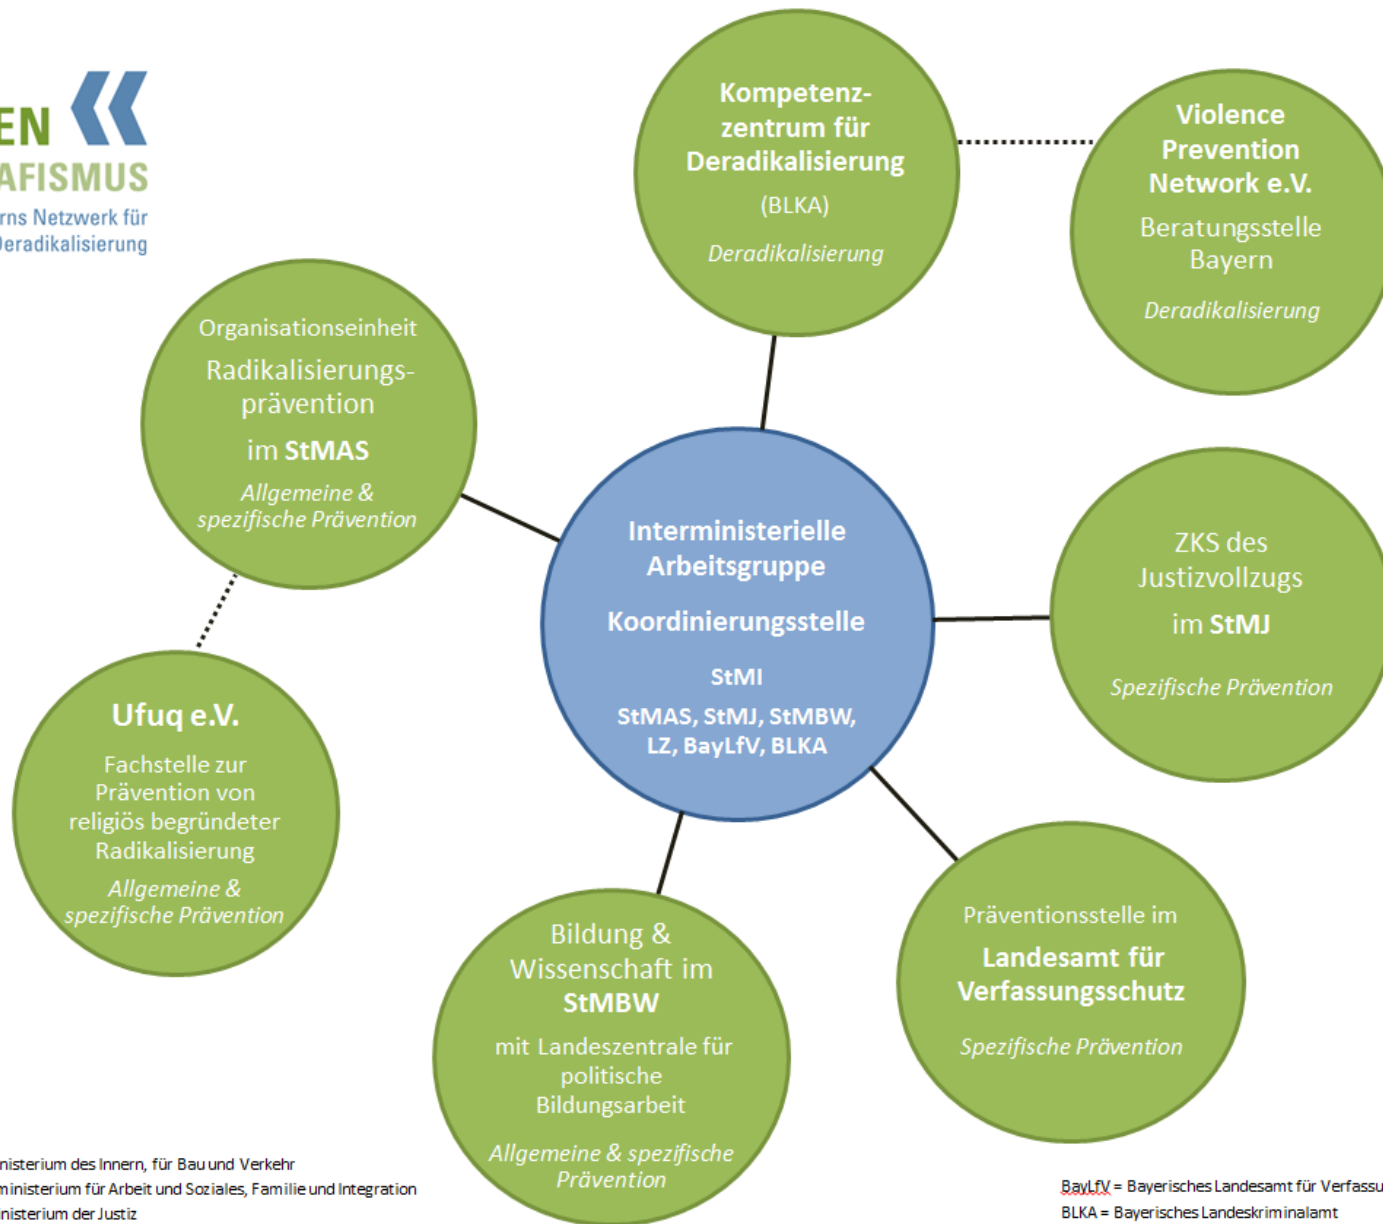 EN
AFISMUS
rns Netzwerk für
Deradikalisierung
Kompetenz-
zentrum für
Deradikalisierung
(BLKA)
Deradikalisierung
Violence
Prevention
Network e.V.
Beratungsstelle
Bayern
Deradikalisierung
Organisationseinheit
Radikalisierungs-
prävention
im StMAS
Allgemeine &
spezifische Prävention
Interministerielle
Arbeitsgruppe
Koordinierungsstelle
StMI
StMAS, StMJ, StMBW,
LZ, BayLfV, BLKA
ZKS des
Justizvollzugs
im StMJ
Spezifische Prävention
Ufuq e.V.
Fachstelle zur
Prävention von
religiös begründeter
Radikalisierung
Allgemeine &
spezifische Prävention
Bildung &
Wissenschaft im
StMBW
mit Landeszentrale für
politische
Bildungsarbeit
Allgemeine & spezifische
Prävention
Präventionsstelle im
Landesamt für
Verfassungsschutz
Spezifische Prävention
nisterium des Innern, für Bau und Verkehr
ministerium für Arbeit und Soziales, Familie und Integration
inisterium der Justiz
BayLfV = Bayerisches Landesamt für Verfassu
BLKA = Bayerisches Landeskriminalamt